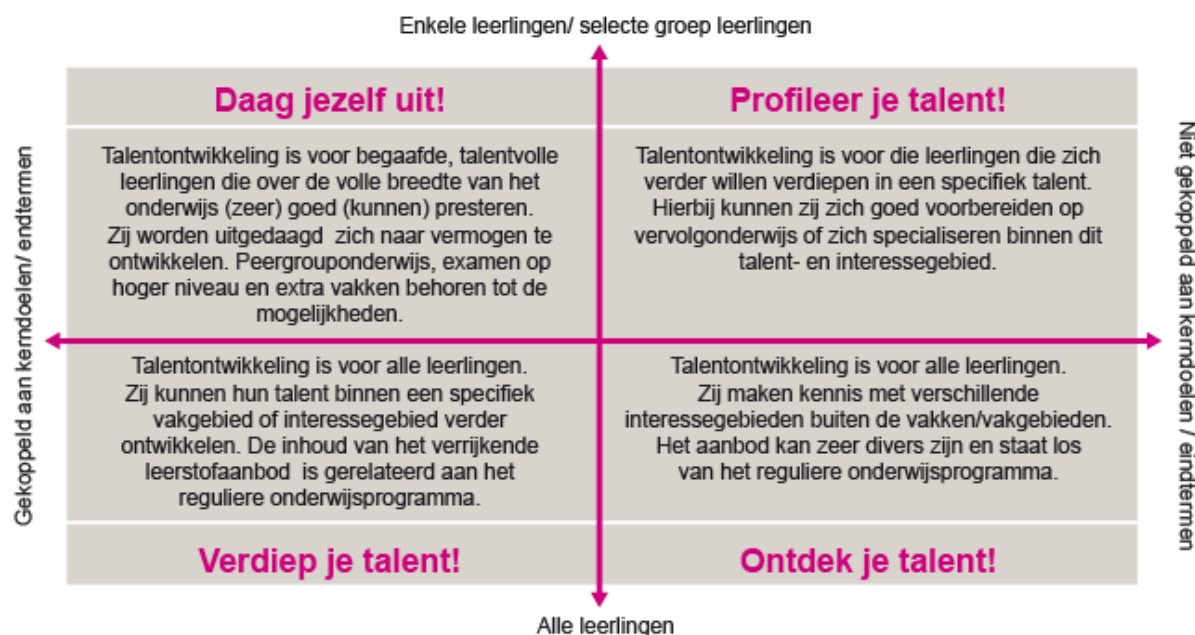 Enkele leerlingen/ selecte groep leerlingen
Daag jezelf uit!
Talentontwikkeling is voor begaafde, talentvolle
leerlingen die over de volle breedte van het
onderwijs (zeer) goed (kunnen) presteren.
Zij worden uitgedaagd  zich naar vermogen te
ontwikkelen. Peergrouponderwijs, examen op
hoger niveau en extra vakken behoren tot de
mogelijkheden.
Profileer je talent!
Talentontwikkeling is voor die leerlingen die zich
verder willen verdiepen in een specifiek talent.
Hierbij kunnen zij zich goed voorbereiden op
vervolgonderwijs of zich specialiseren binnen dit
talent- en interessegebied.
Gekoppeld aan kerndoelen/ endtermen
Niet gekoppeld aan kerndoelen / eindtermen
Talentontwikkeling is voor alle leerlingen.
Zij kunnen hun talent binnen een specifiek
vakgebied of interessegebied verder
ontwikkelen. De inhoud van het verrijkende
leerstofaanbod  is gerelateerd aan het
reguliere onderwijsprogramma.
Verdiep je talent!
Talentontwikkeling is voor alle leerlingen.
Zij maken kennis met verschillende
interessegebieden buiten de vakken/vakgebieden.
Het aanbod kan zeer divers zijn en staat los
van het reguliere onderwijsprogramma.
Ontdek je talent!
Alle leerlingen